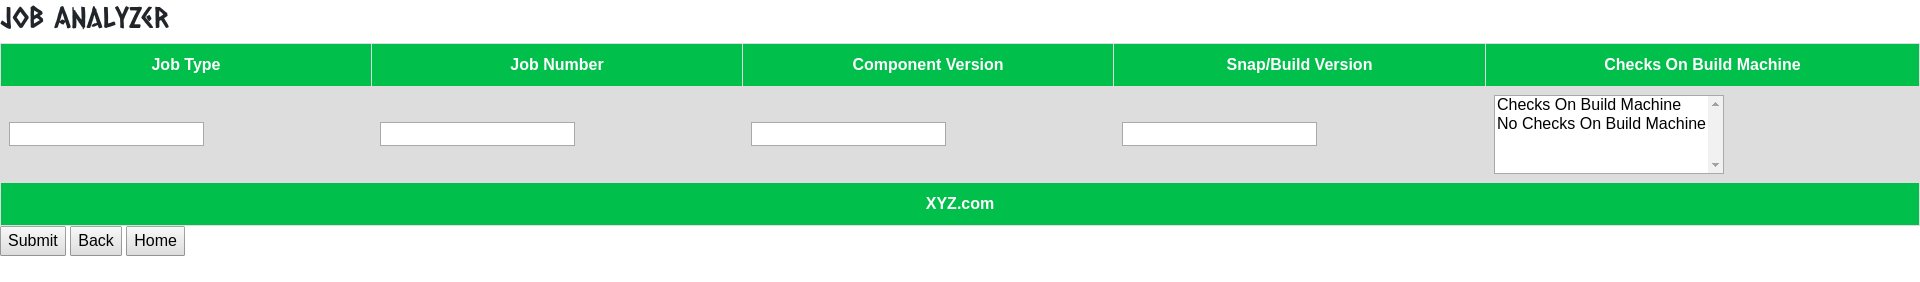 JOB ANALYZER
Job Type Job Number Component Version Snap/Build Version Checks On Build Machine
Checks On Build Machine
No Checks On Build Machine
XYZ.com
Submit Back Home